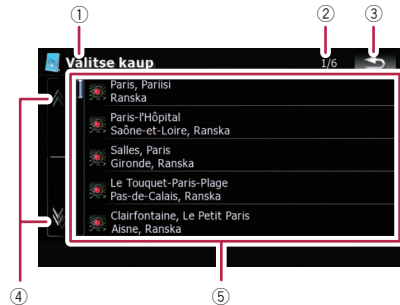 ① ② ③
Valitse kaup 1/6
Paris, Pariisi
Ranska
Paris-l'Hôpital
Saône-et-Loire, Ranska
Salles, Paris
Gironde, Ranska
Le Touquet-Paris-Plage
Pas-de-Calais, Ranska
Clairfontaine, Le Petit Paris
Aisne, Ranska
④ ⑤